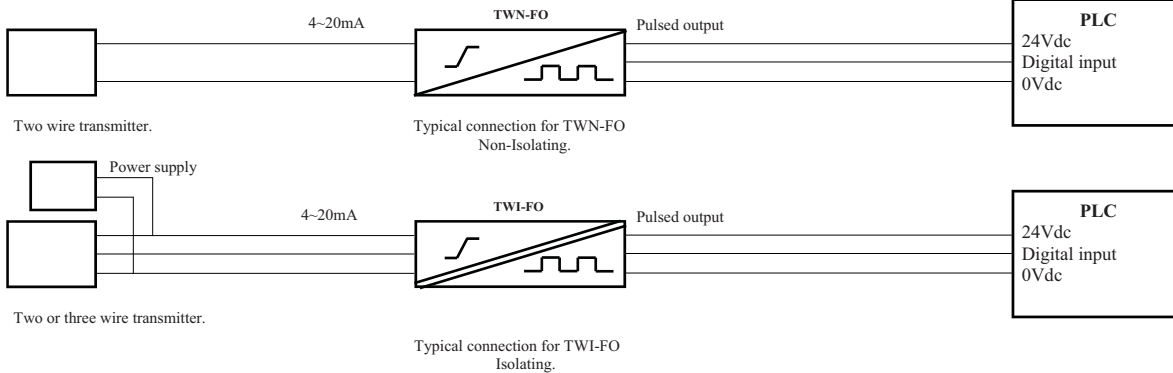 4~20mA
TWN-FO
Pulsed output
PLC
24Vdc
Digital input
0Vdc
Two wire transmitter.
Typical connection for TWN-FO
Non-Isolating.
Power supply
4~20mA
TWI-FO
Pulsed output
PLC
24Vdc
Digital input
0Vdc
Two or three wire transmitter.
Typical connection for TWI-FO
Isolating.